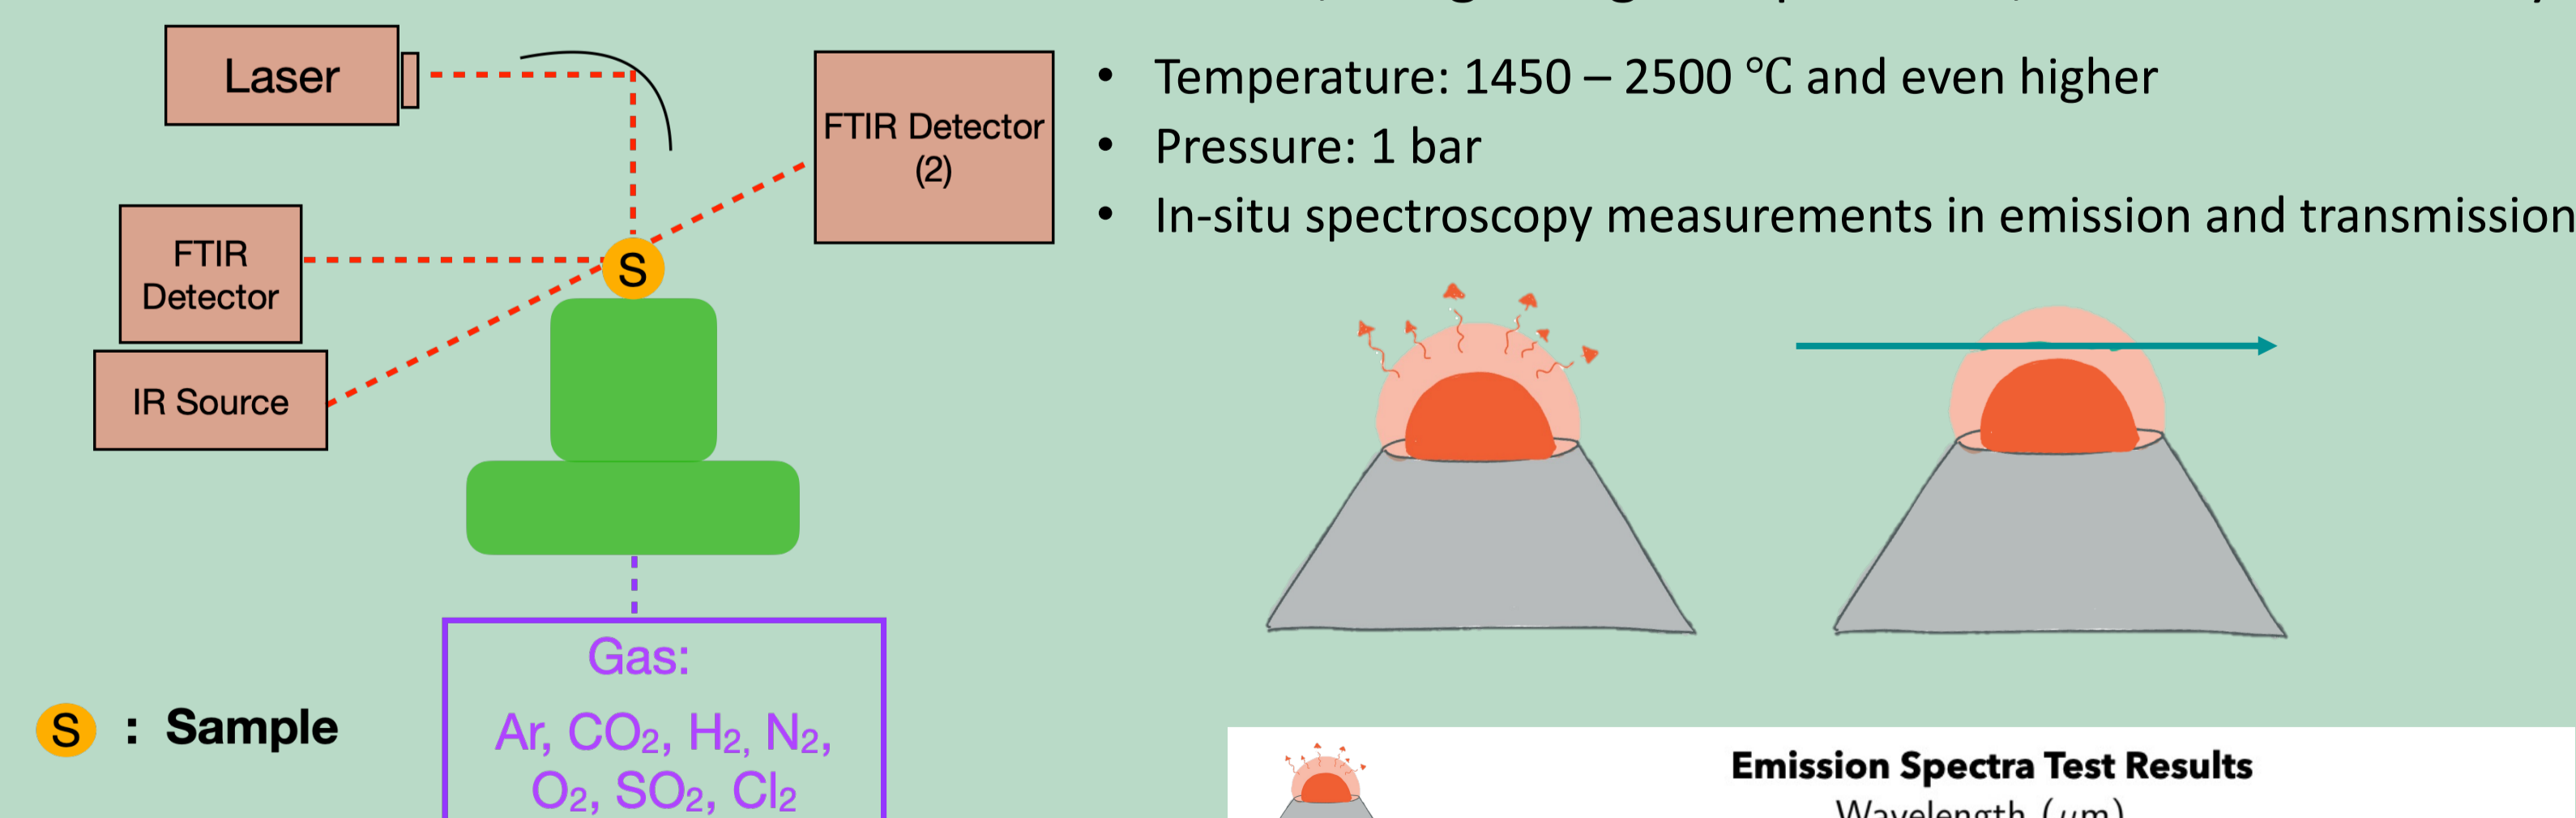 Laser
FTIR Detector
(2)
FTIR
Detector
S
IR Source
Gas:
Ar, CO₂, H₂, N₂,
O₂, SO₂, Cl₂
S : Sample
• Temperature: 1450 – 2500 °C and even higher
• Pressure: 1 bar
• In-situ spectroscopy measurements in emission and transmission
Emission Spectra Test Results
Wavelength (μm)